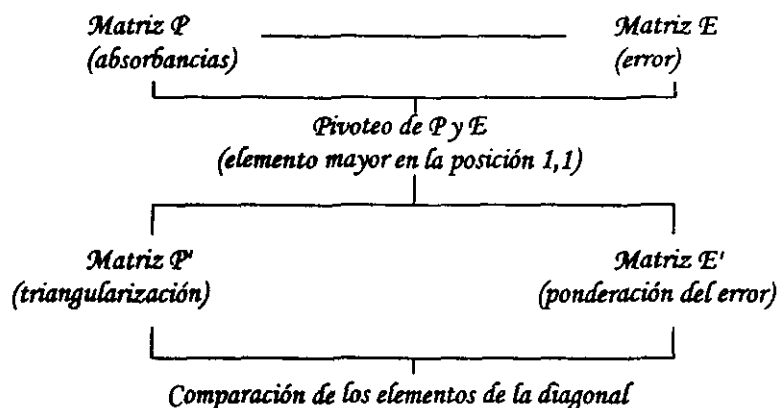 Matriz P Matriz E
(absorbancias) (error)
Pivoteo de P y E
(elemento mayor en la posición 1,1)
Matriz P' Matriz E'
(triangularización) (ponderación del error)
Comparación de los elementos de la diagonal